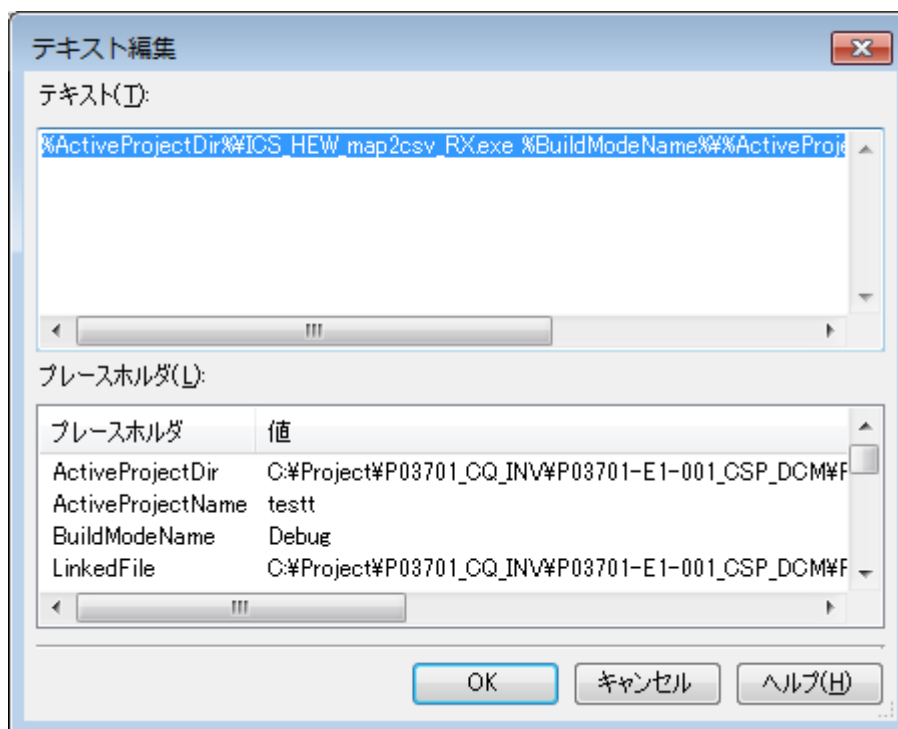 テキスト編集
テキスト(T):
%ActiveProjectDir%¥ICS_HEW_map2csv_RX.exe %BuildModeName%¥%ActiveProje
プレースホルダ(L):
プレースホルダ 値
ActiveProjectDir C:¥Project¥P03701_CQ_INV¥P03701-E1-001_CSP_DCM¥F
ActiveProjectName testt
BuildModeName Debug
LinkedFile C:¥Project¥P03701_CQ_INV¥P03701-E1-001_CSP_DCM¥F
OK キャンセル ヘルプ(H)